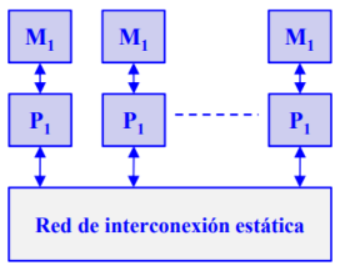 M₁ M₁ M₁
P₁ P₁ P₁
Red de interconexión estática